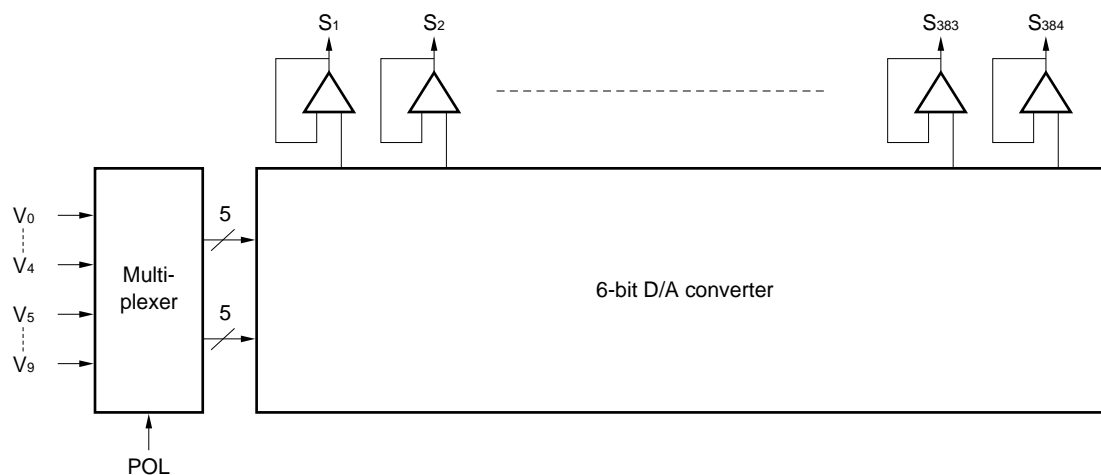 S1 S2 S383 S384
V0
V4
V5
V9
Multi-
plexer
5
5
6-bit D/A converter
POL